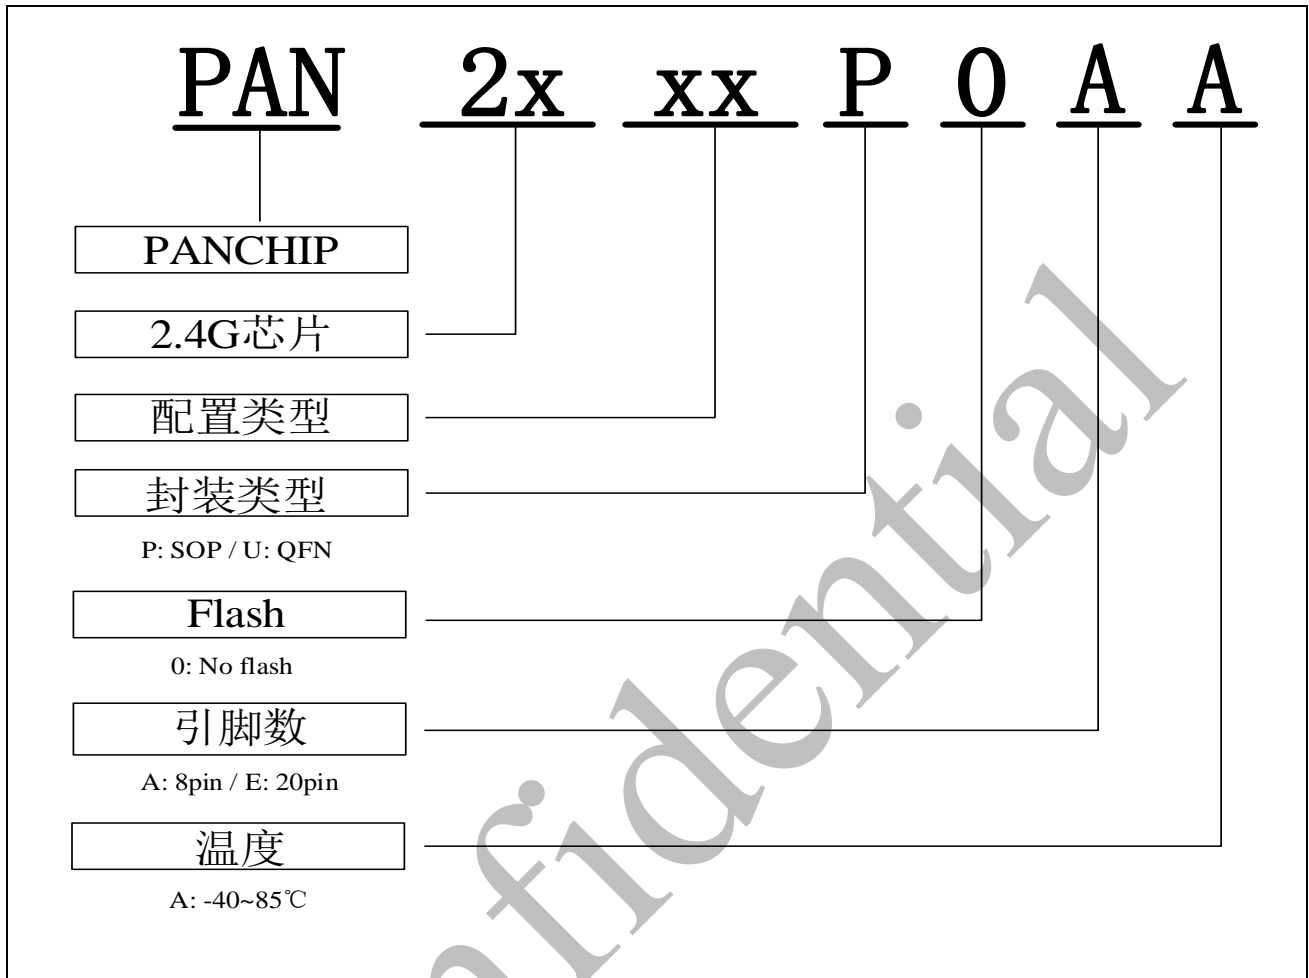 PAN 2x xx P 0 A A
PANCHIP
2.4G芯片
配置类型
封装类型
P: SOP / U: QFN
Flash
0: No flash
引脚数
A: 8pin / E: 20pin
温度
A: -40~85℃
nfidential